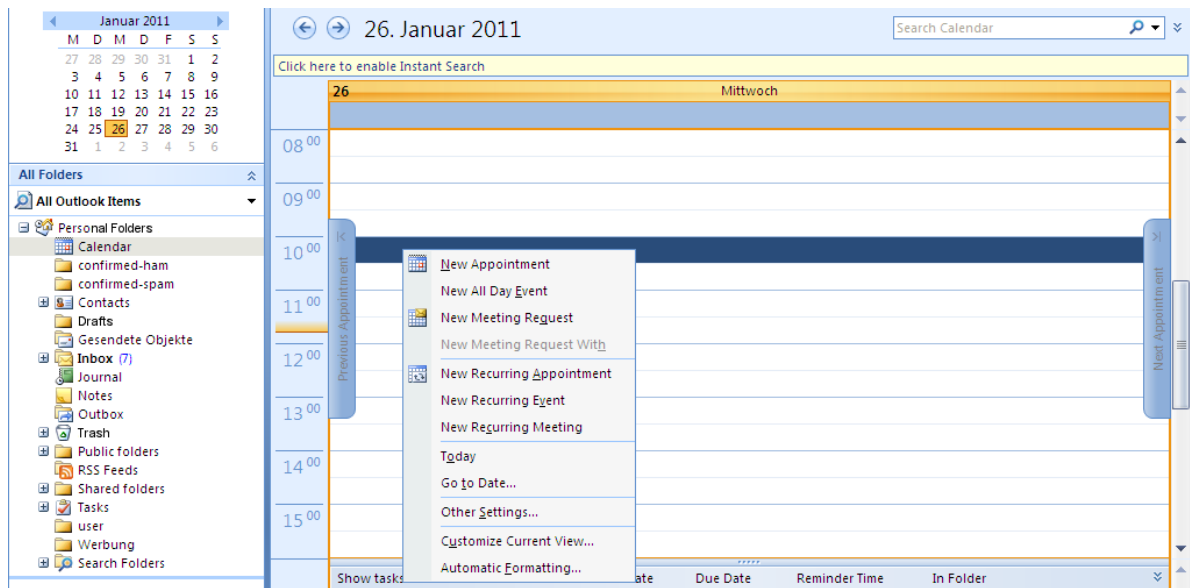 Januar 2011
M D M D F S S
27 28 29 30 31 1 2
3 4 5 6 7 8 9
10 11 12 13 14 15 16
17 18 19 20 21 22 23
24 25 26 27 28 29 30
31 1 2 3 4 5 6
All Folders
All Outlook Items
Personal Folders
Calendar
confirmed-ham
confirmed-spam
Contacts
Drafts
Gesendete Objekte
Inbox (7)
Journal
Notes
Outbox
Trash
Public folders
RSS Feeds
Shared folders
Tasks
user
Werbung
Search Folders
26. Januar 2011
Search Calendar
Click here to enable Instant Search
26 Mittwoch
08 00
09 00
10 00
11 00
12 00
13 00
14 00
15 00
Previous Appointment
Next Appointment
New Appointment
New All Day Event
New Meeting Request
New Meeting Request With
New Recurring Appointment
New Recurring Event
New Recurring Meeting
Today
Go to Date...
Other Settings...
Customize Current View...
Automatic Formatting...
Show tasks ate Due Date Reminder Time In Folder